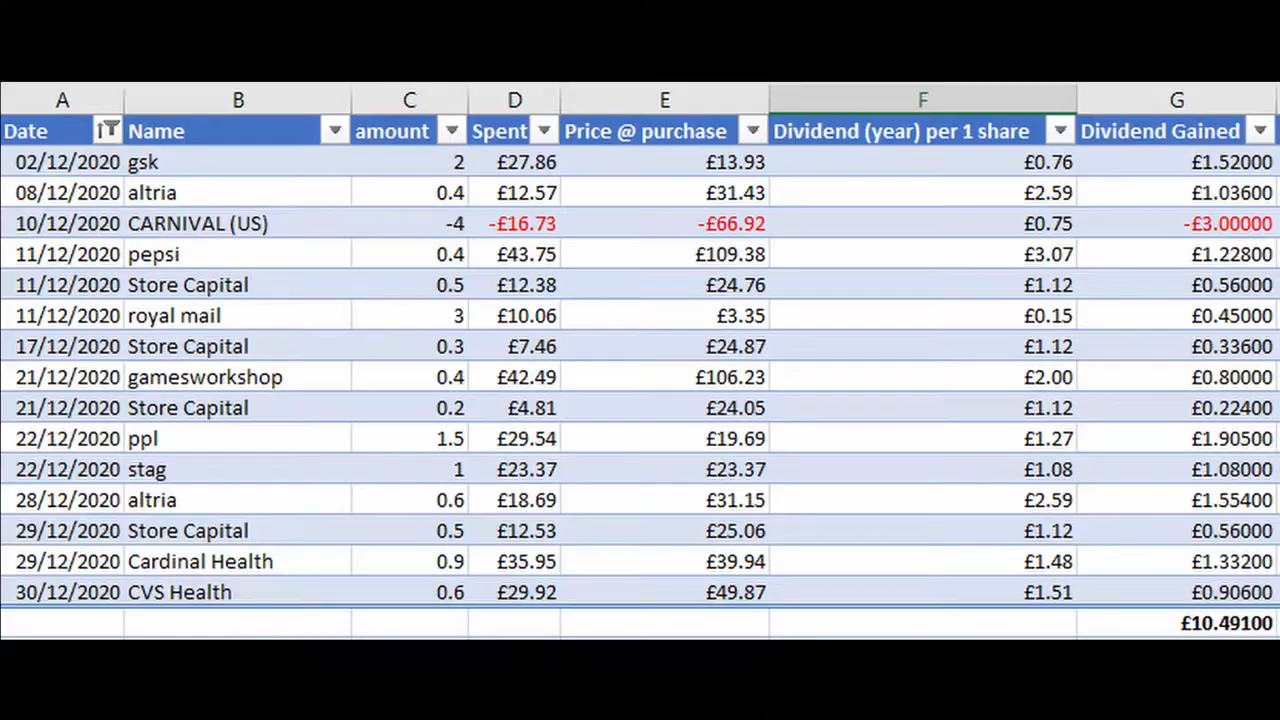 A B C D E F G
Date Name amount Spent Price @ purchase Dividend (year) per 1 share Dividend Gained
02/12/2020 gsk 2 £27.86 £13.93 £0.76 £1.52000
08/12/2020 altria 0.4 £12.57 £31.43 £2.59 £1.03600
10/12/2020 CARNIVAL (US) -4 -£16.73 -£66.92 £0.75 -£3.00000
11/12/2020 pepsi 0.4 £43.75 £109.38 £3.07 £1.22800
11/12/2020 Store Capital 0.5 £12.38 £24.76 £1.12 £0.56000
11/12/2020 royal mail 3 £10.06 £3.35 £0.15 £0.45000
17/12/2020 Store Capital 0.3 £7.46 £24.87 £1.12 £0.33600
21/12/2020 gamesworkshop 0.4 £42.49 £106.23 £2.00 £0.80000
21/12/2020 Store Capital 0.2 £4.81 £24.05 £1.12 £0.22400
22/12/2020 ppl 1.5 £29.54 £19.69 £1.27 £1.90500
22/12/2020 stag 1 £23.37 £23.37 £1.08 £1.08000
28/12/2020 altria 0.6 £18.69 £31.15 £2.59 £1.55400
29/12/2020 Store Capital 0.5 £12.53 £25.06 £1.12 £0.56000
29/12/2020 Cardinal Health 0.9 £35.95 £39.94 £1.48 £1.33200
30/12/2020 CVS Health 0.6 £29.92 £49.87 £1.51 £0.90600
£10.49100